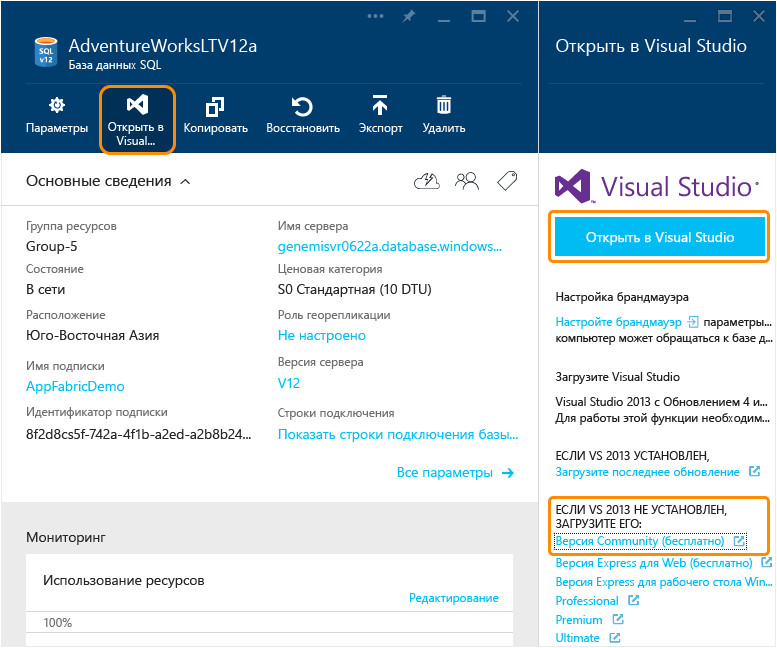 AdventureWorksLTV12a
SQL
v12
База данных SQL
Параметры
Открыть в
Visual...
Копировать
Восстановить
Экспорт
Удалить
Основные сведения
Группа ресурсов
Group-5
Состояние
В сети
Расположение
Юго-Восточная Азия
Имя подписки
AppFabricDemo
Идентификатор подписки
8f2d8cs5f-742a-4f1b-a2ed-a2b8b24...
Имя сервера
genemisvr0622a.database.windows...
Ценовая категория
S0 Стандартная (10 DTU)
Роль георепликации
Не настроено
Версия сервера
V12
Строки подключения
Показать строки подключения базы...
Все параметры
Мониторинг
Использование ресурсов
Редактирование
100%
Открыть в Visual Studio
Visual Studio
Открыть в Visual Studio
Настройка брандмауэра
Настройте брандмауэр параметры...
компьютер может обращаться к базе д...
Загрузите Visual Studio
Visual Studio 2013 с Обновлением 4 и...
Для работы этой функции необходим...
ЕСЛИ VS 2013 УСТАНОВЛЕН,
Загрузите последнее обновление
ЕСЛИ VS 2013 НЕ УСТАНОВЛЕН,
ЗАГРУЗИТЕ ЕГО:
Версия Community (бесплатно)
Версия Express для Web (бесплатно)
Версия Express для рабочего стола Win...
Professional
Premium
Ultimate